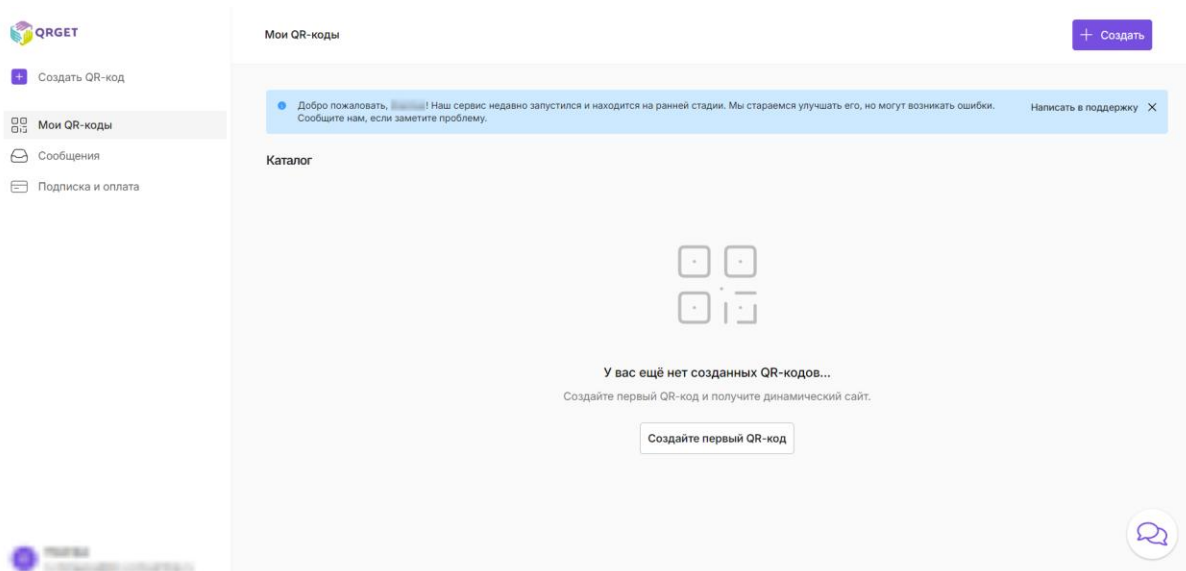 QRGET
Мои QR-коды
Создать
Создать QR-код
Мои QR-коды
Сообщения
Подписка и оплата
Добро пожаловать, ! Наш сервис недавно запустился и находится на ранней стадии. Мы стараемся улучшать его, но могут возникать ошибки.
Сообщите нам, если заметите проблему.
Написать в поддержку
Каталог
У вас ещё нет созданных QR-кодов...
Создайте первый QR-код и получите динамический сайт.
Создайте первый QR-код